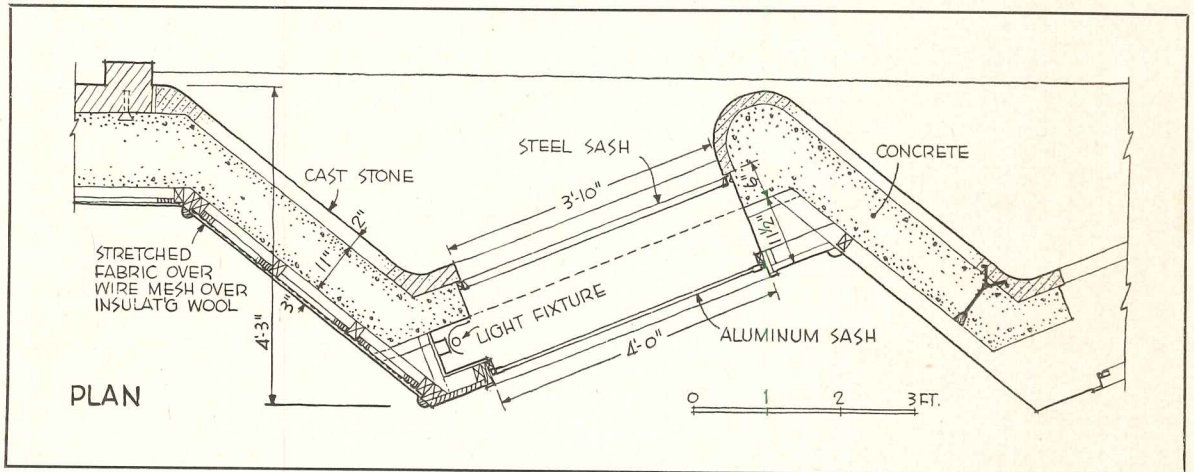 STEEL SASH
CONCRETE
CAST STONE
3'-10"
6"
11½"
2"
11"
3"
STRETCHED
FABRIC OVER
WIRE MESH OVER
INSULAT'G WOOL
4'-3"
LIGHT FIXTURE
ALUMINUM SASH
4'-0"
PLAN
0 1 2 3 FT.